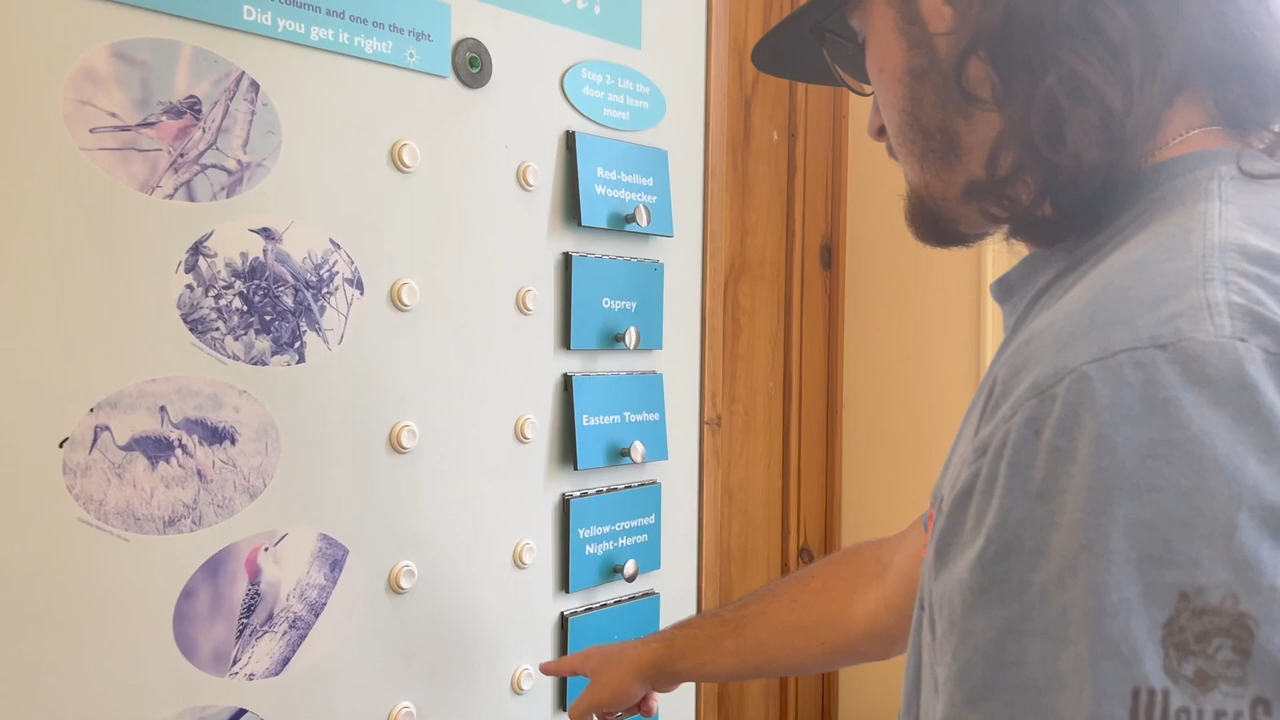 column and one on the right.
Did you get it right?
Step 2- Lift the
door and learn
more!
Red-bellied
Woodpecker
Osprey
Eastern Towhee
Yellow-crowned
Night-Heron